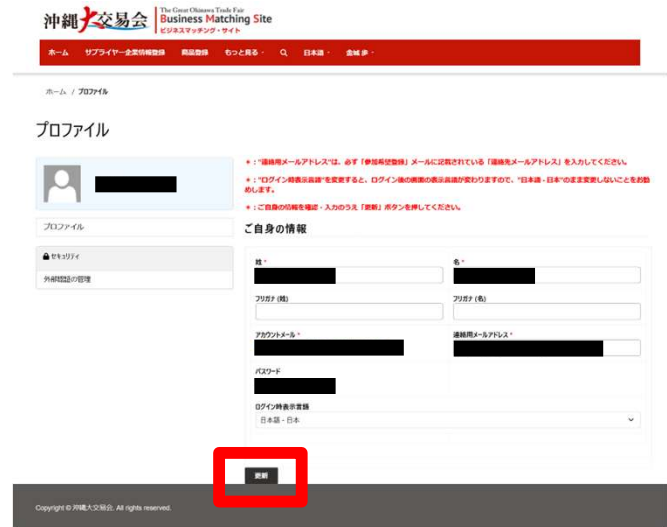 沖縄大交易会
The Great Okinawa Trade Fair
Business Matching Site
ビジネスマッチング・サイト
ホーム サプライヤー企業情報登録 商品登録 もっと見る 日本語 金城 歩
ホーム / プロファイル
プロファイル
＊："連絡用メールアドレス"は、必ず「参加希望登録」メールに記載されている「連絡先メールアドレス」を入力してください。
＊："ログイン時表示言語"を変更すると、ログイン後の画面の表示言語が変わりますので、"日本語 - 日本"のまま変更しないことをお勧
めします。
＊：ご自身の情報を確認・入力のうえ「更新」ボタンを押してください。
プロファイル
セキュリティ
外部認証の管理
ご自身の情報
姓 * 名 *
フリガナ (姓) フリガナ (名)
アカウントメール * 連絡用メールアドレス *
パスワード
ログイン時表示言語
日本語 - 日本
更新
Copyright © 沖縄大交易会. All rights reserved.